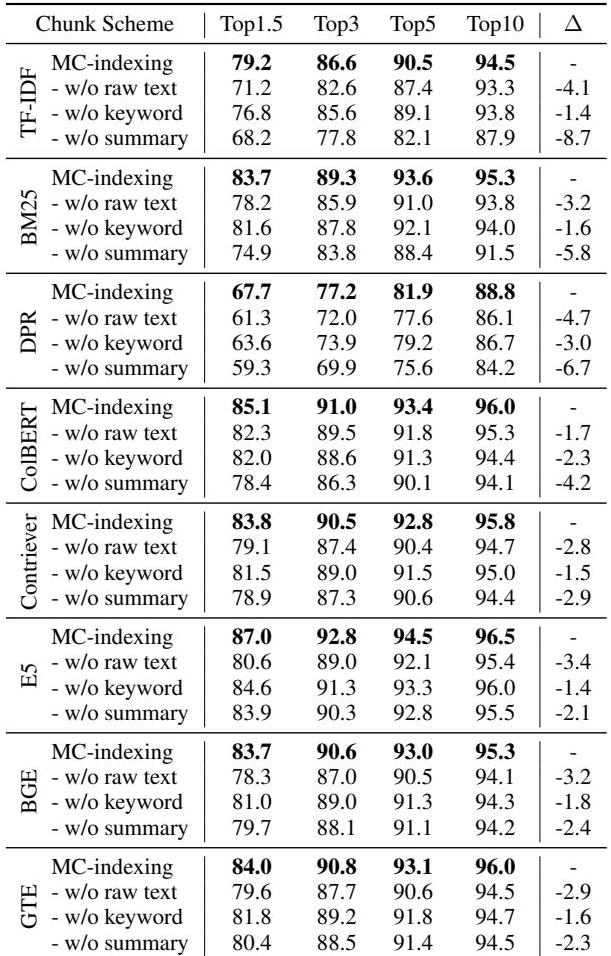 Chunk Scheme Top1.5 Top3 Top5 Top10 Δ
TF-IDF
MC-indexing 79.2 86.6 90.5 94.5 -
- w/o raw text 71.2 82.6 87.4 93.3 -4.1
- w/o keyword 76.8 85.6 89.1 93.8 -1.4
- w/o summary 68.2 77.8 82.1 87.9 -8.7
BM25
MC-indexing 83.7 89.3 93.6 95.3 -
- w/o raw text 78.2 85.9 91.0 93.8 -3.2
- w/o keyword 81.6 87.8 92.1 94.0 -1.6
- w/o summary 74.9 83.8 88.4 91.5 -5.8
DPR
MC-indexing 67.7 77.2 81.9 88.8 -
- w/o raw text 61.3 72.0 77.6 86.1 -4.7
- w/o keyword 63.6 73.9 79.2 86.7 -3.0
- w/o summary 59.3 69.9 75.6 84.2 -6.7
ColBERT
MC-indexing 85.1 91.0 93.4 96.0 -
- w/o raw text 82.3 89.5 91.8 95.3 -1.7
- w/o keyword 82.0 88.6 91.3 94.4 -2.3
- w/o summary 78.4 86.3 90.1 94.1 -4.2
Contriever
MC-indexing 83.8 90.5 92.8 95.8 -
- w/o raw text 79.1 87.4 90.4 94.7 -2.8
- w/o keyword 81.5 89.0 91.5 95.0 -1.5
- w/o summary 78.9 87.3 90.6 94.4 -2.9
E5
MC-indexing 87.0 92.8 94.5 96.5 -
- w/o raw text 80.6 89.0 92.1 95.4 -3.4
- w/o keyword 84.6 91.3 93.3 96.0 -1.4
- w/o summary 83.9 90.3 92.8 95.5 -2.1
BGE
MC-indexing 83.7 90.6 93.0 95.3 -
- w/o raw text 78.3 87.0 90.5 94.1 -3.2
- w/o keyword 81.0 89.0 91.3 94.3 -1.8
- w/o summary 79.7 88.1 91.1 94.2 -2.4
GTE
MC-indexing 84.0 90.8 93.1 96.0 -
- w/o raw text 79.6 87.7 90.6 94.5 -2.9
- w/o keyword 81.8 89.2 91.8 94.7 -1.6
- w/o summary 80.4 88.5 91.4 94.5 -2.3